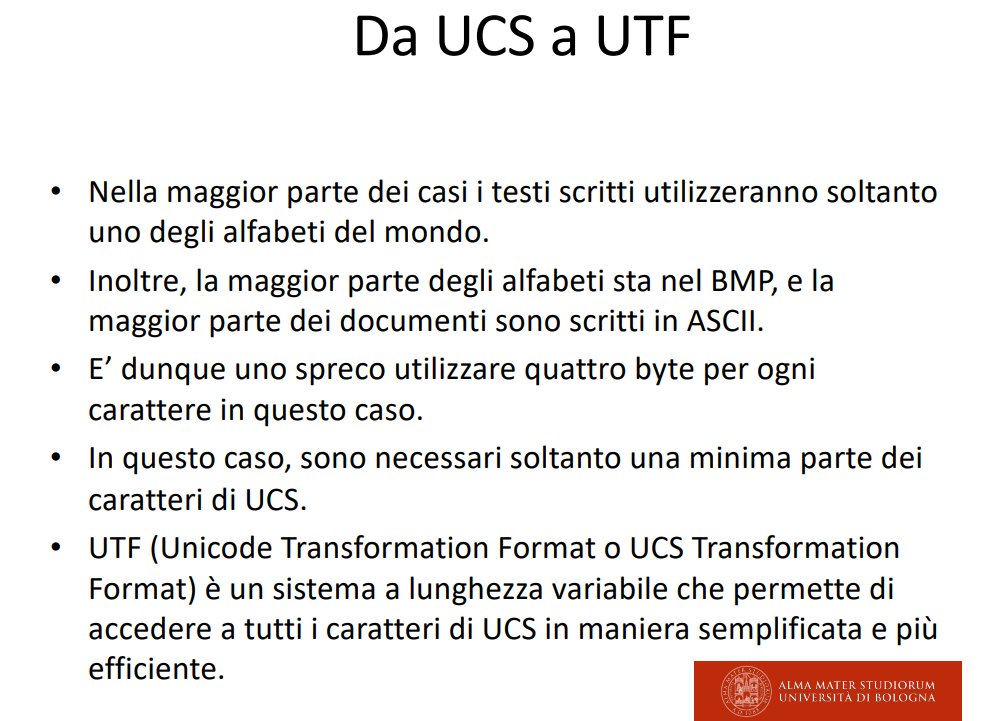 Da UCS a UTF
• Nella maggior parte dei casi i testi scritti utilizzeranno soltanto
uno degli alfabeti del mondo.
• Inoltre, la maggior parte degli alfabeti sta nel BMP, e la
maggior parte dei documenti sono scritti in ASCII.
• E’ dunque uno spreco utilizzare quattro byte per ogni
carattere in questo caso.
• In questo caso, sono necessari soltanto una minima parte dei
caratteri di UCS.
• UTF (Unicode Transformation Format o UCS Transformation
Format) è un sistema a lunghezza variabile che permette di
accedere a tutti i caratteri di UCS in maniera semplificata e più
efficiente.
ALMA MATER STUDIORUM
UNIVERSITÀ DI BOLOGNA